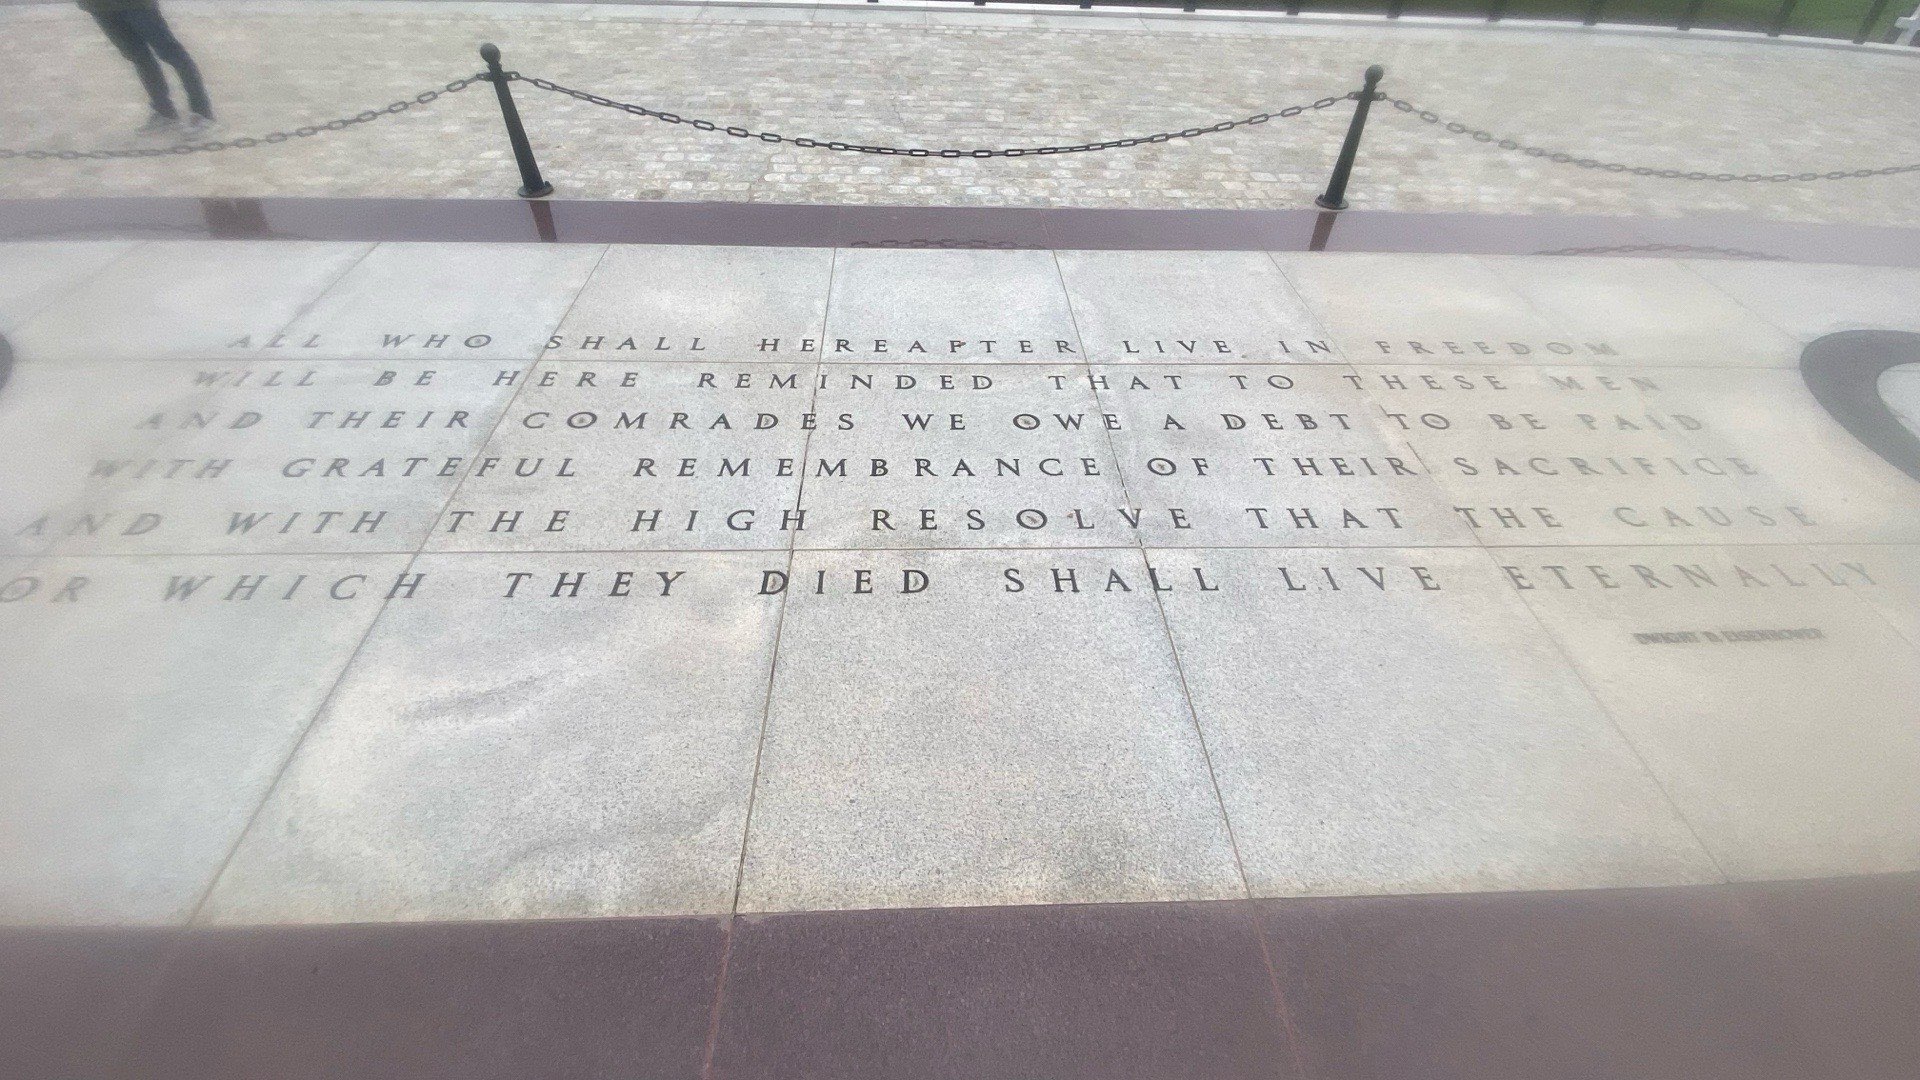 ALL WHO SHALL HEREAFTER LIVE IN FREEDOM
WILL BE HERE REMINDED THAT TO THESE MEN
AND THEIR COMRADES WE OWE A DEBT TO BE PAID
WITH GRATEFUL REMEMBRANCE OF THEIR SACRIFICE
AND WITH THE HIGH RESOLVE THAT THE CAUSE
OR WHICH THEY DIED SHALL LIVE ETERNALLY
DWIGHT D. EISENHOWER